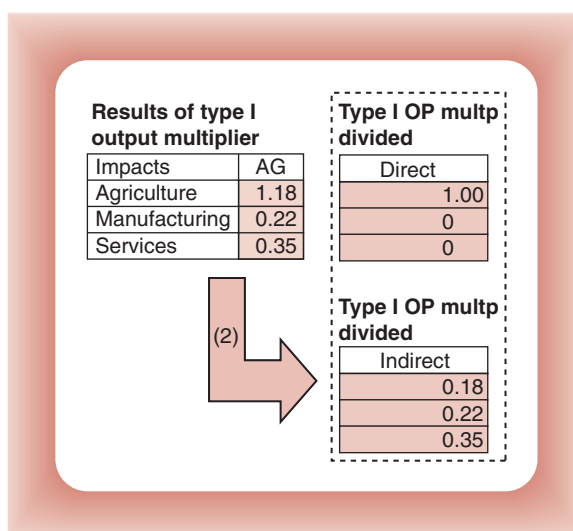 Results of type I
output multiplier
Impacts AG
Agriculture 1.18
Manufacturing 0.22
Services 0.35
(2)
Type I OP multp
divided
Direct
1.00
0
0
Type I OP multp
divided
Indirect
0.18
0.22
0.35